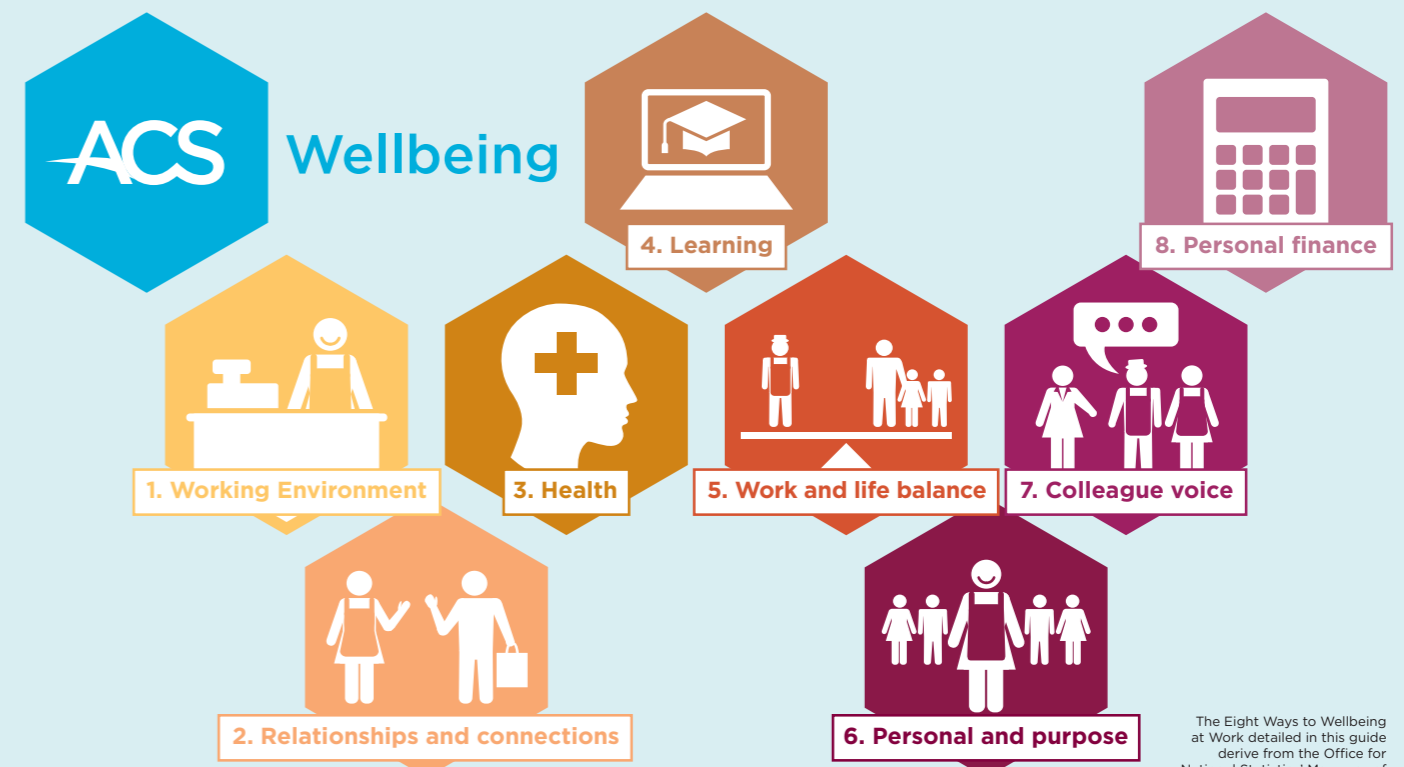 ACS
Wellbeing
1. Working Environment
2. Relationships and connections
3. Health
4. Learning
5. Work and life balance
6. Personal and purpose
7. Colleague voice
8. Personal finance
The Eight Ways to Wellbeing
at Work detailed in this guide
derive from the Office for